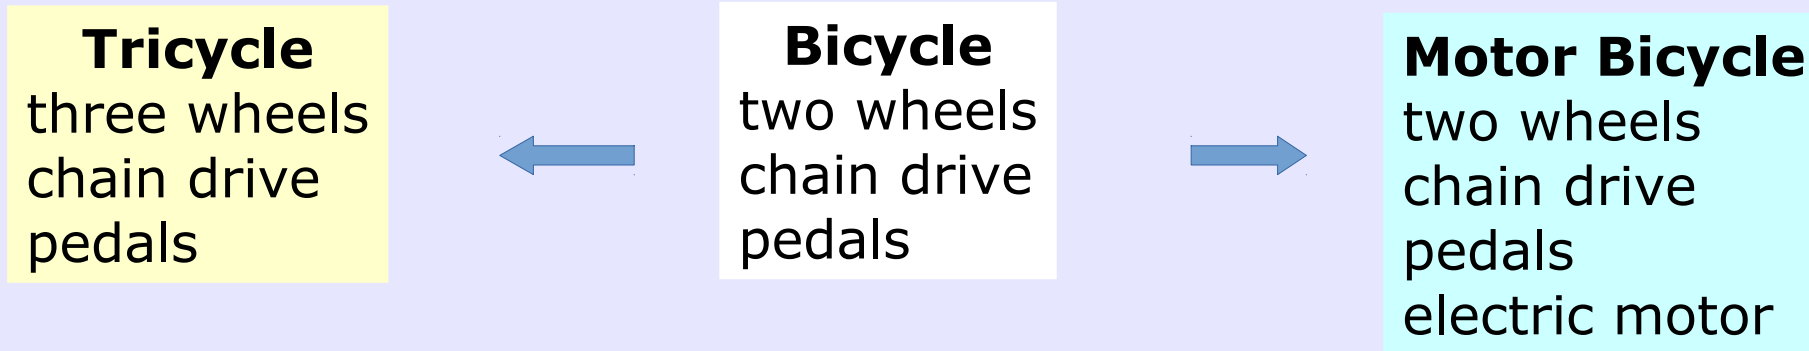 Tricycle
three wheels
chain drive
pedals
Bicycle
two wheels
chain drive
pedals
Motor Bicycle
two wheels
chain drive
pedals
electric motor